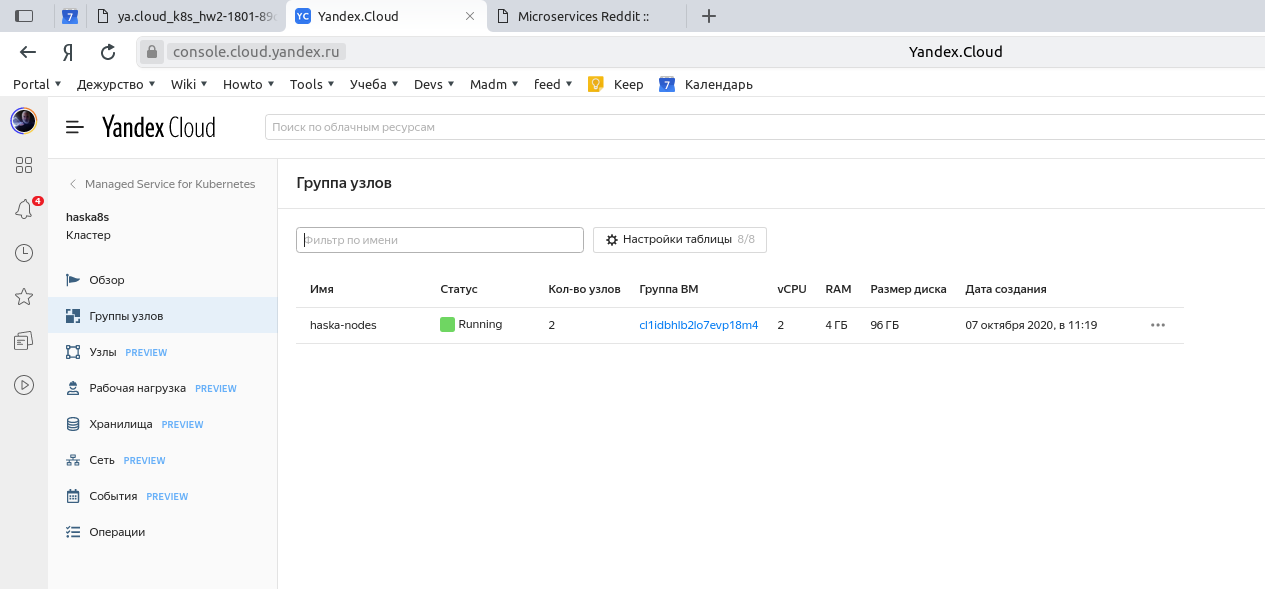 7 ya.cloud_k8s_hw2-1801-89 YC Yandex.Cloud Microservices Reddit ::
Я console.cloud.yandex.ru Yandex.Cloud
Portal Дежурство Wiki Howto Tools Учеба Devs Madm feed Keep 7 Календарь
Yandex Cloud Поиск по облачным ресурсам
4
Managed Service for Kubernetes
haska8s
Кластер
Обзор
Группы узлов
Узлы PREVIEW
Рабочая нагрузка PREVIEW
Хранилища PREVIEW
Сеть PREVIEW
События PREVIEW
Операции
Группа узлов
Фильтр по имени Настройки таблицы 8/8
Имя Статус Кол-во узлов Группа ВМ vCPU RAM Размер диска Дата создания
haska-nodes Running 2 cl1idbhlb2lo7evp18m4 2 4 ГБ 96 ГБ 07 октября 2020, в 11:19